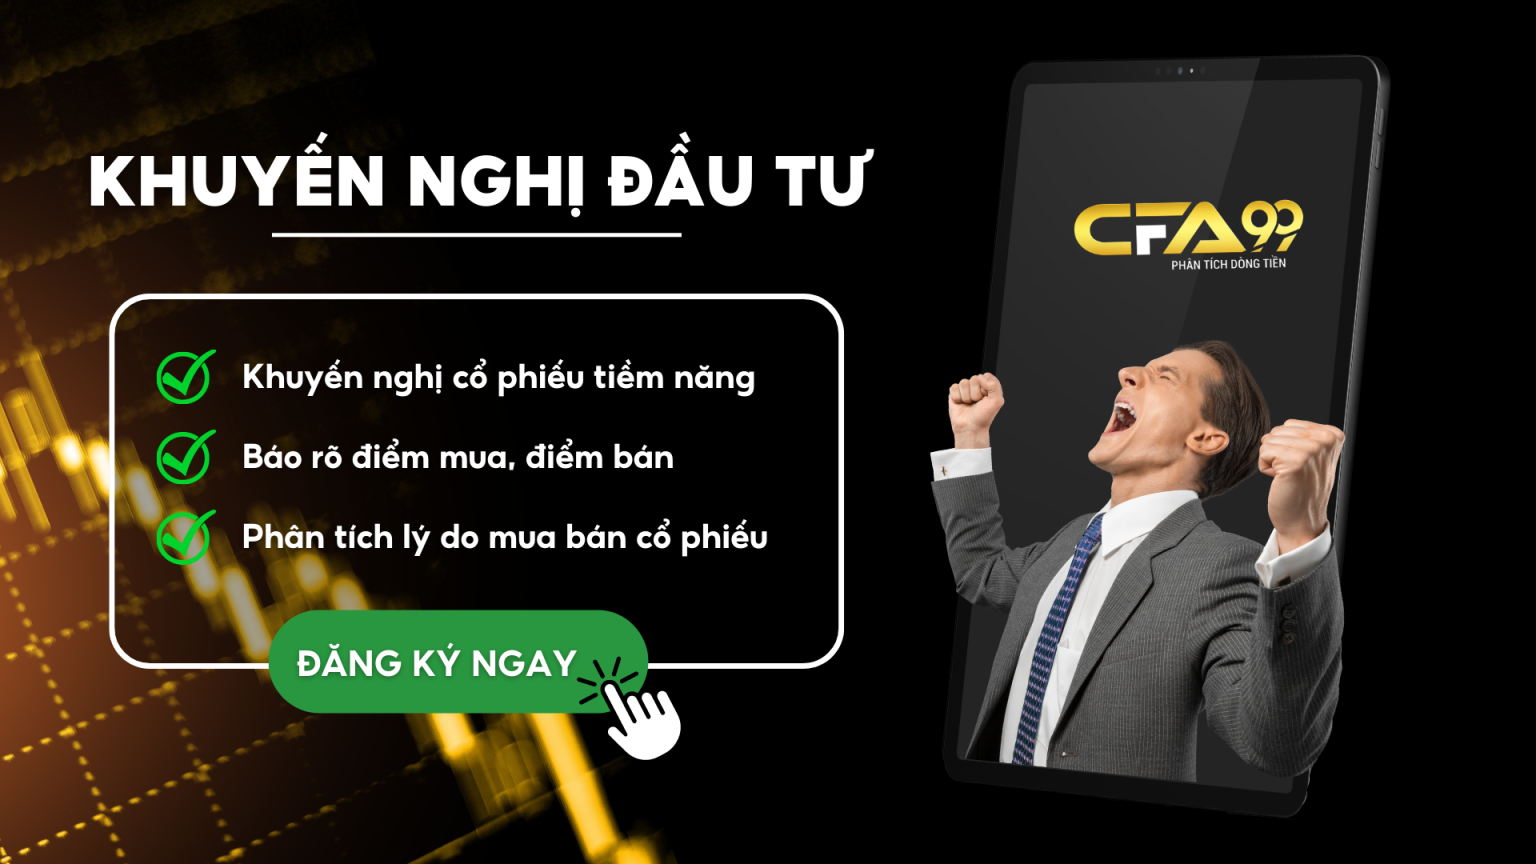 KHUYẾN NGHỊ ĐẦU TƯ
Khuyến nghị cổ phiếu tiềm năng
Báo rõ điểm mua, điểm bán
Phân tích lý do mua bán cổ phiếu
ĐĂNG KÝ NGAY
CFA99
PHÂN TÍCH DÒNG TIỀN